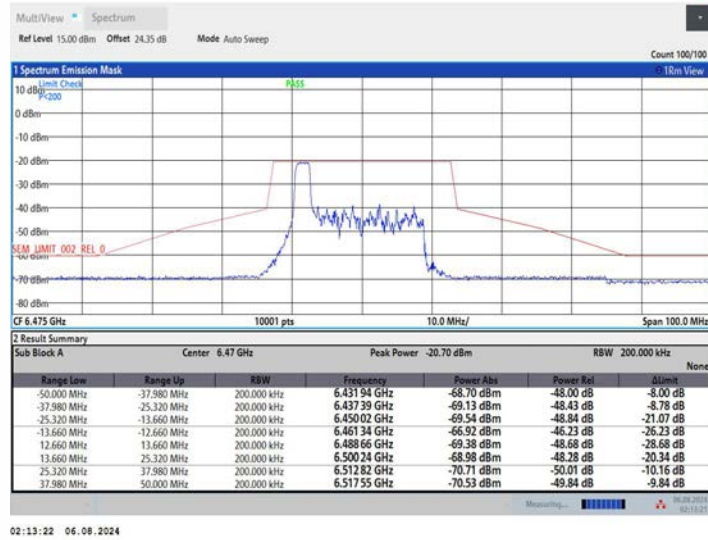 MultiView Spectrum
Ref Level 15.00 dBm Offset 24.35 dB Mode Auto Sweep
Count 100/100
1 Spectrum Emission Mask 1Rm View
Limit Check PASS
10 dBm
P<200
0 dBm
-10 dBm
-20 dBm
-30 dBm
-40 dBm
-50 dBm
SEM_LIMIT_002_REL_0
-60 dBm
-70 dBm
-80 dBm
CF 6.475 GHz 10001 pts 10.0 MHz/ Span 100.0 MHz
2 Result Summary
Sub Block A Center 6.47 GHz Peak Power -20.70 dBm RBW 200.000 kHz
None
Range Low Range Up RBW Frequency Power Abs Power Rel ΔLimit
-50.000 MHz -37.980 MHz 200.000 kHz 6.431 94 GHz -68.70 dBm -48.00 dB -8.00 dB
-37.980 MHz -25.320 MHz 200.000 kHz 6.437 39 GHz -69.13 dBm -48.43 dB -8.78 dB
-25.320 MHz -13.660 MHz 200.000 kHz 6.450 02 GHz -69.54 dBm -48.84 dB -21.07 dB
-13.660 MHz -12.660 MHz 200.000 kHz 6.461 34 GHz -66.92 dBm -46.23 dB -26.23 dB
12.660 MHz 13.660 MHz 200.000 kHz 6.488 66 GHz -69.38 dBm -48.68 dB -28.68 dB
13.660 MHz 25.320 MHz 200.000 kHz 6.500 24 GHz -68.98 dBm -48.28 dB -20.34 dB
25.320 MHz 37.980 MHz 200.000 kHz 6.512 82 GHz -70.71 dBm -50.01 dB -10.16 dB
37.980 MHz 50.000 MHz 200.000 kHz 6.517 55 GHz -70.53 dBm -49.84 dB -9.84 dB
Measuring... 06.08.2024
02:13:21
02:13:22 06.08.2024